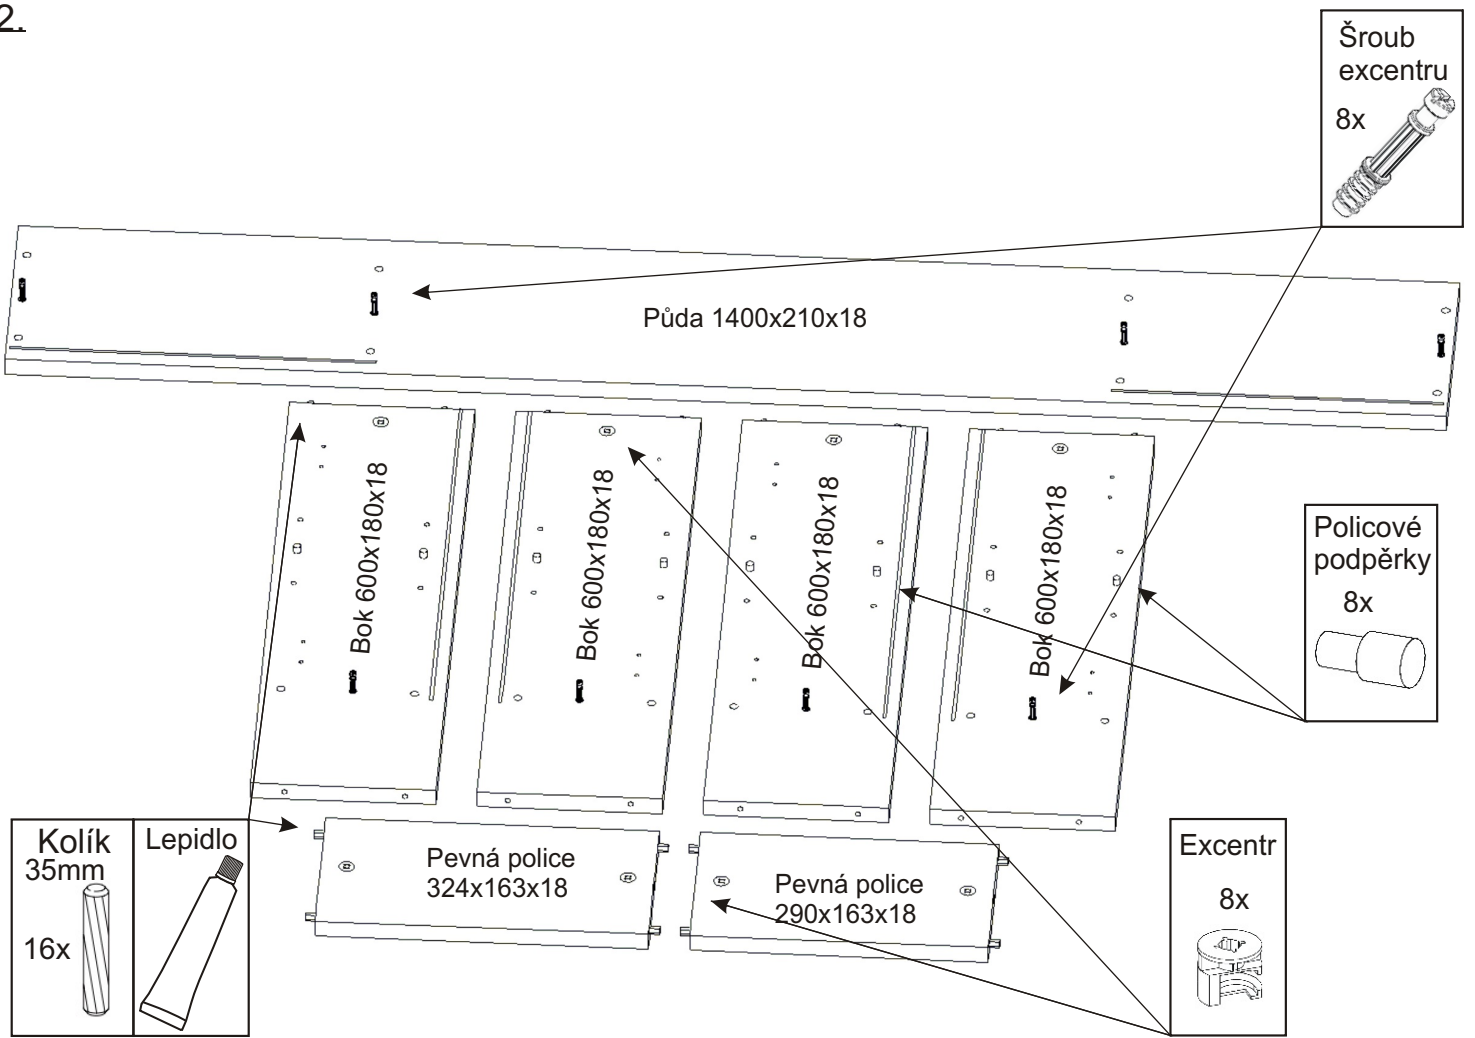 2.
Šroub
excentru
8x
Půda 1400x210x18
Bok 600x180x18
Bok 600x180x18
Bok 600x180x18
Bok 600x180x18
Policové
podpěrky
8x
Kolík
35mm
16x
Lepidlo
Pevná police
324x163x18
Pevná police
290x163x18
Excentr
8x